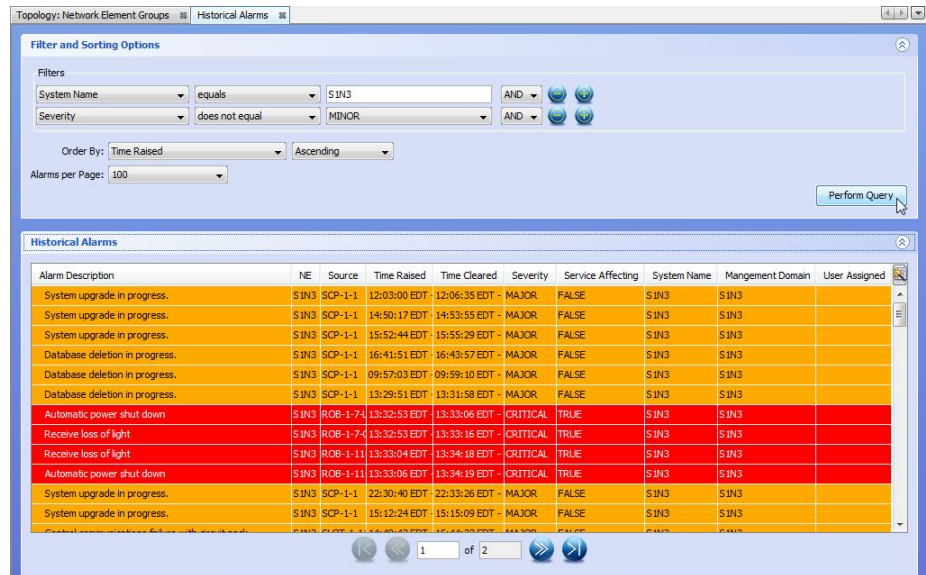 Topology: Network Element Groups Historical Alarms
Filter and Sorting Options
Filters
System Name equals S1N3 AND
Severity does not equal MINOR AND
Order By: Time Raised Ascending
Alarms per Page: 100
Perform Query
Historical Alarms
Alarm Description NE Source Time Raised Time Cleared Severity Service Affecting System Name Mangement Domain User Assigned
System upgrade in progress. S1N3 SCP-1-1 12:03:00 EDT - 12:06:35 EDT - MAJOR FALSE S1N3 S1N3
System upgrade in progress. S1N3 SCP-1-1 14:50:17 EDT - 14:53:55 EDT - MAJOR FALSE S1N3 S1N3
System upgrade in progress. S1N3 SCP-1-1 15:52:44 EDT - 15:55:29 EDT - MAJOR FALSE S1N3 S1N3
Database deletion in progress. S1N3 SCP-1-1 16:41:51 EDT - 16:43:57 EDT - MAJOR FALSE S1N3 S1N3
Database deletion in progress. S1N3 SCP-1-1 09:57:03 EDT - 09:59:10 EDT - MAJOR FALSE S1N3 S1N3
Database deletion in progress. S1N3 SCP-1-1 13:29:51 EDT - 13:31:58 EDT - MAJOR FALSE S1N3 S1N3
Automatic power shut down S1N3 ROB-1-7-L 13:32:53 EDT - 13:33:06 EDT - CRITICAL TRUE S1N3 S1N3
Receive loss of light S1N3 ROB-1-7- 13:32:53 EDT - 13:33:16 EDT - CRITICAL TRUE S1N3 S1N3
Receive loss of light S1N3 ROB-1-11- 13:33:04 EDT - 13:34:18 EDT - CRITICAL TRUE S1N3 S1N3
Automatic power shut down S1N3 ROB-1-11- 13:33:06 EDT - 13:34:19 EDT - CRITICAL TRUE S1N3 S1N3
System upgrade in progress. S1N3 SCP-1-1 22:30:40 EDT - 22:33:26 EDT - MAJOR FALSE S1N3 S1N3
System upgrade in progress. S1N3 SCP-1-1 15:12:24 EDT - 15:15:09 EDT - MAJOR FALSE S1N3 S1N3
1 of 2